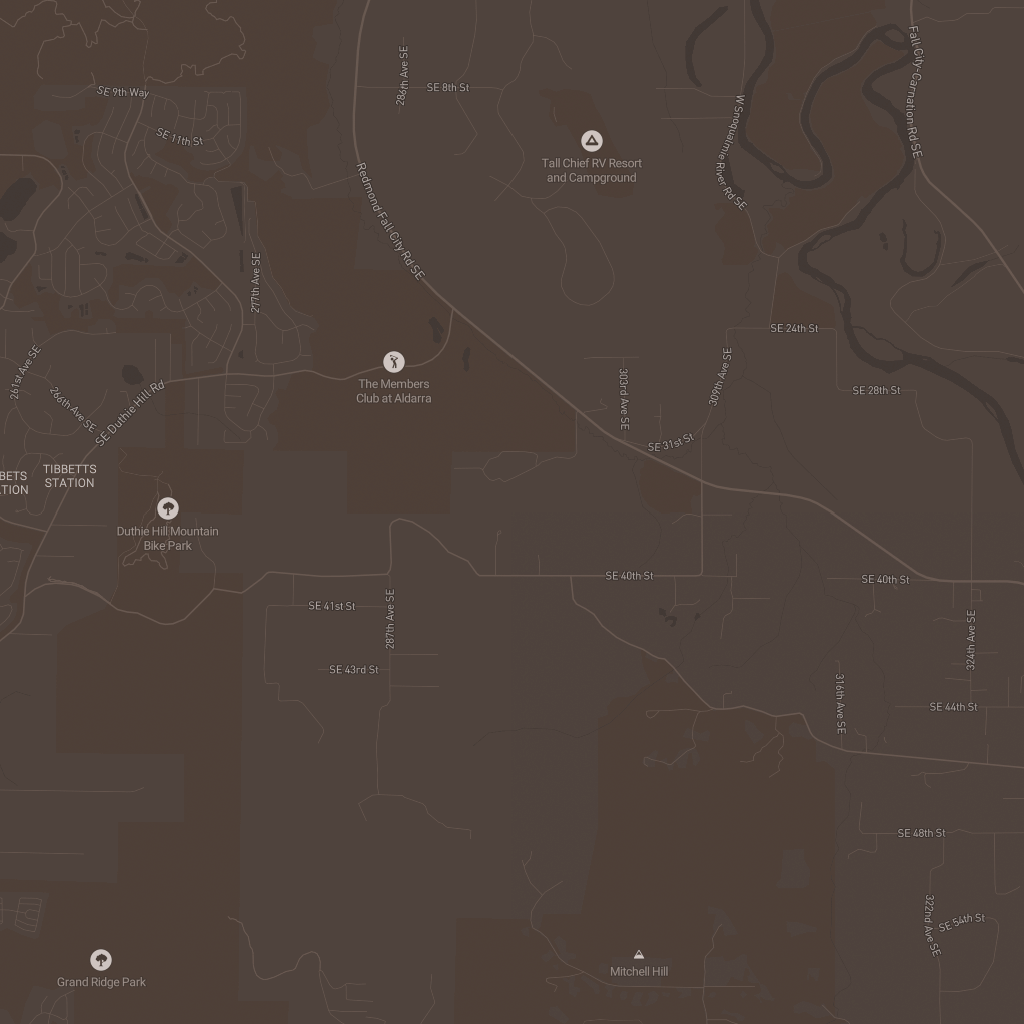 SE 9th Way
SE 11th St
286th Ave SE
SE 8th St
Tall Chief RV Resort
and Campground
W Snoqualmie River Rd SE
Fall City-Carnation Rd SE
Redmond Fall City Rd SE
277th Ave SE
SE 24th St
261st Ave SE
266th Ave SE
SE Duthie Hill Rd
The Members
Club at Aldarra
303rd Ave SE
309th Ave SE
SE 28th St
SE 31st St
BETS
TION
TIBBETTS
STATION
Duthie Hill Mountain
Bike Park
SE 40th St
SE 40th St
SE 41st St
287th Ave SE
324th Ave SE
SE 43rd St
316th Ave SE
SE 44th St
SE 48th St
322nd Ave SE
SE 54th St
Mitchell Hill
Grand Ridge Park